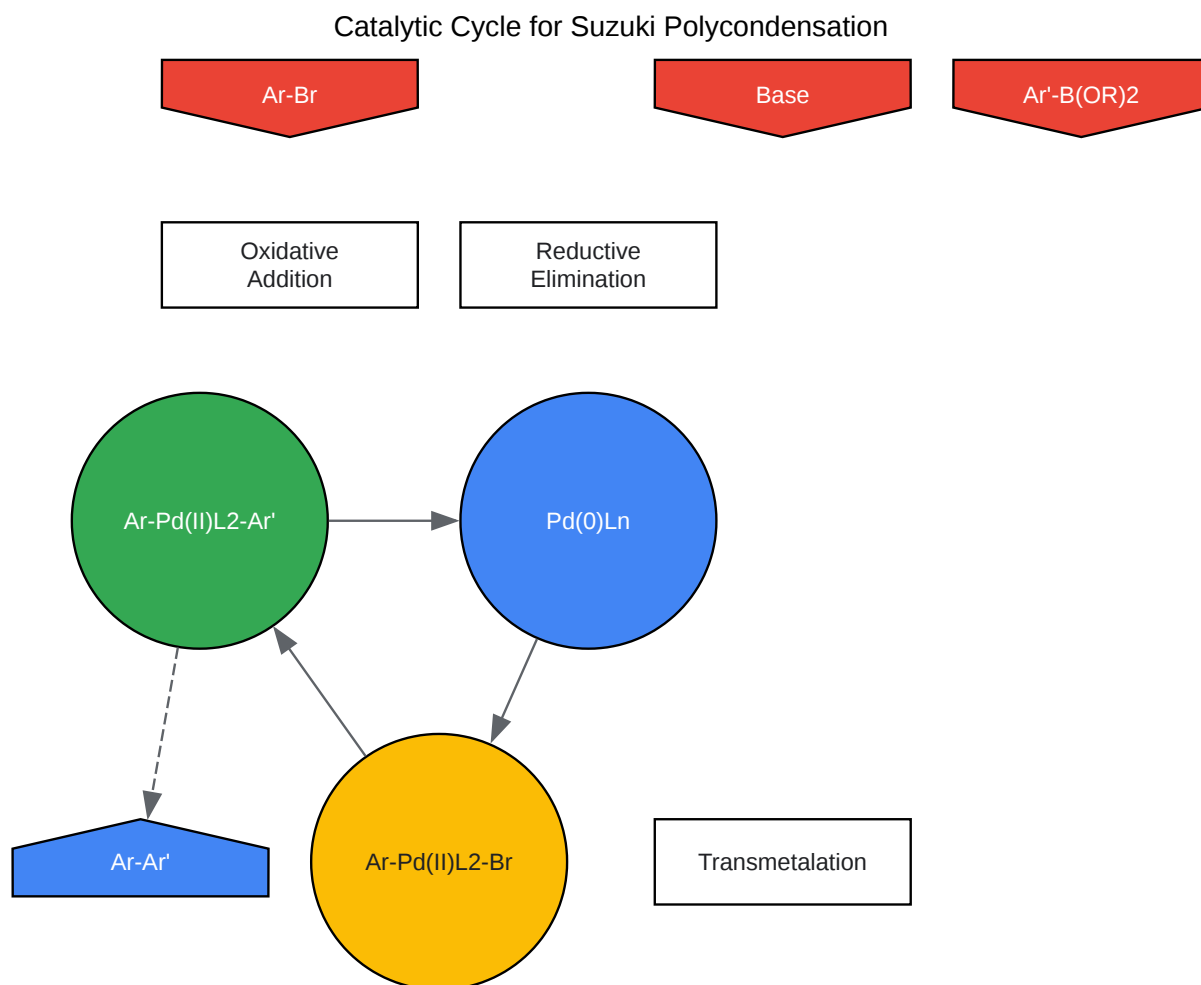 Catalytic Cycle for Suzuki Polycondensation
Ar-Br
Base
Ar'-B(OR)2
Oxidative
Addition
Reductive
Elimination
Ar-Pd(II)L2-Ar'
Pd(0)Ln
Ar-Ar'
Ar-Pd(II)L2-Br
Transmetalation